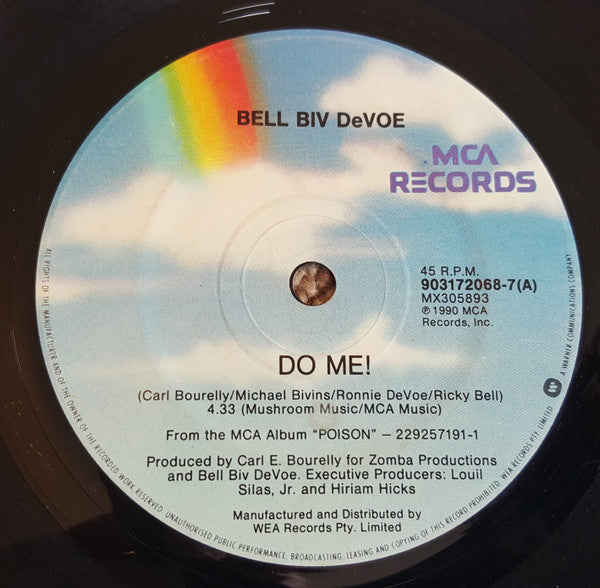 BELL BIV DeVOE
MCA
RECORDS
45 R.P.M.
903172068-7(A)
MX305893
℗ 1990 MCA
Records, Inc.
DO ME!
(Carl Bourelly/Michael Bivins/Ronnie DeVoe/Ricky Bell)
4.33 (Mushroom Music/MCA Music)
From the MCA Album "POISON" – 229257191-1
Produced by Carl E. Bourelly for Zomba Productions
and Bell Biv DeVoe. Executive Producers: Louil
Silas, Jr. and Hiriam Hicks
Manufactured and Distributed by
WEA Records Pty. Limited
ALL RIGHTS OF THE MANUFACTURER AND OF THE OWNER OF THE RECORDED WORK RESERVED. UNAUTHORISED PUBLIC PERFORMANCE, BROADCASTING, LEASING AND COPYING OF THIS RECORD PROHIBITED. WEA RECORDS PTY. LIMITED
A WARNER COMMUNICATIONS COMPANY